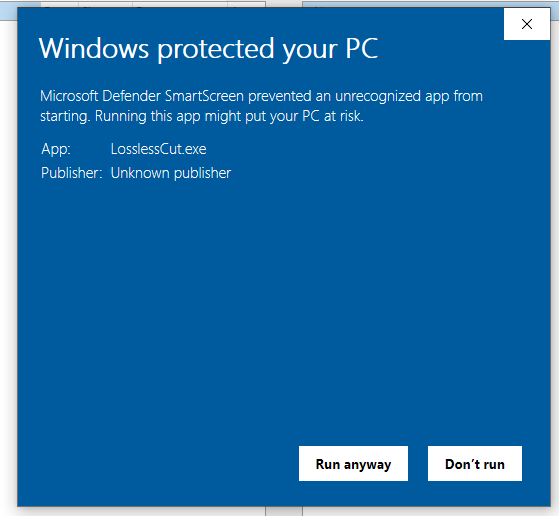 Windows protected your PC
Microsoft Defender SmartScreen prevented an unrecognized app from
starting. Running this app might put your PC at risk.
App: LosslessCut.exe
Publisher: Unknown publisher
Run anyway Don't run